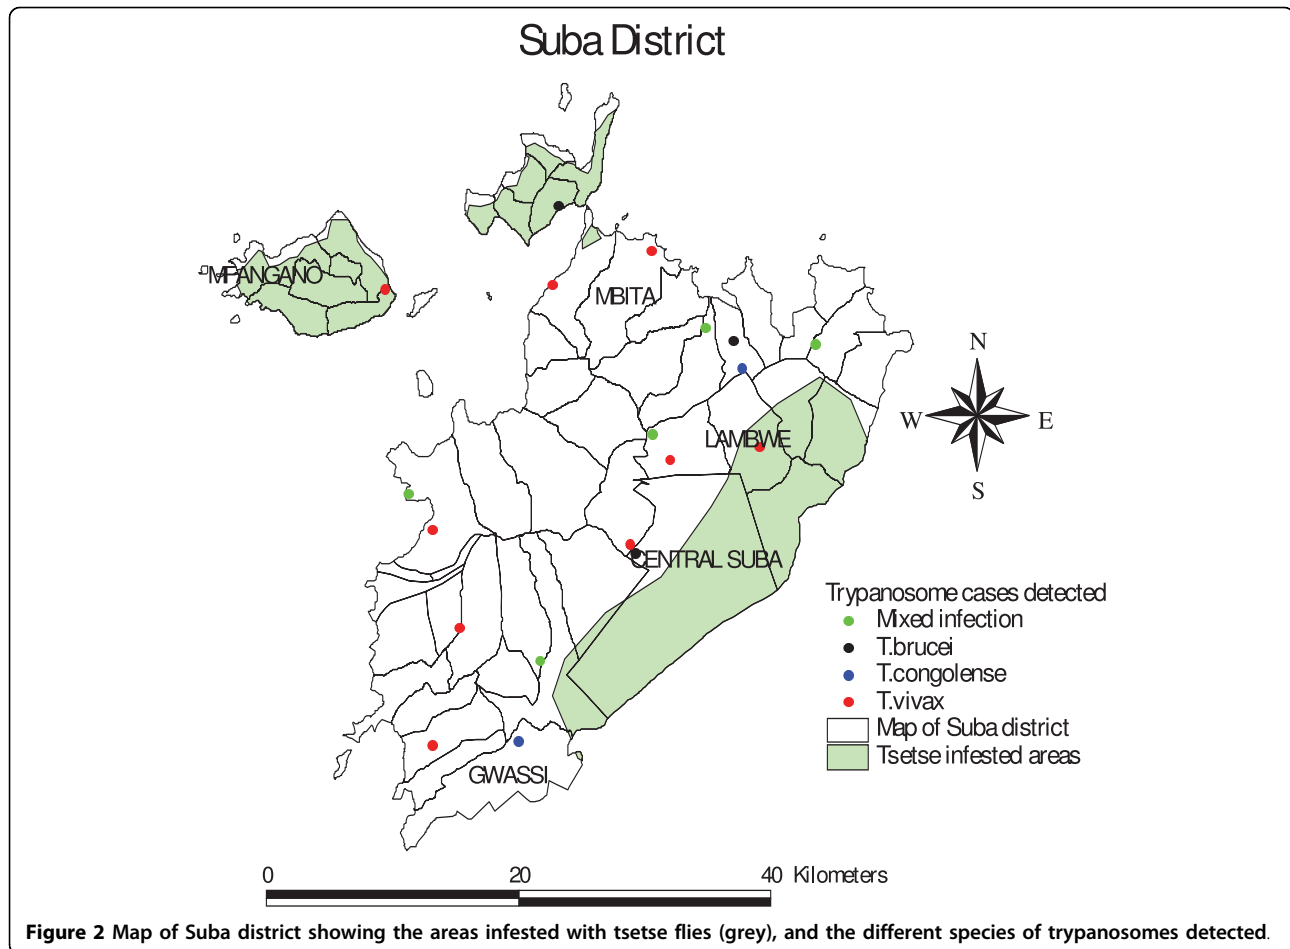 Suba District
MFANGANO
MBITA
N
W
E
S
LAMBWE
CENTRAL SUBA
GWASSI
Trypanosome cases detected
Mixed infection
T.brucei
T.congolense
T.vivax
Map of Suba district
Tsetse infested areas
0 20 40 Kilometers
Figure 2 Map of Suba district showing the areas infested with tsetse flies (grey), and the different species of trypanosomes detected.